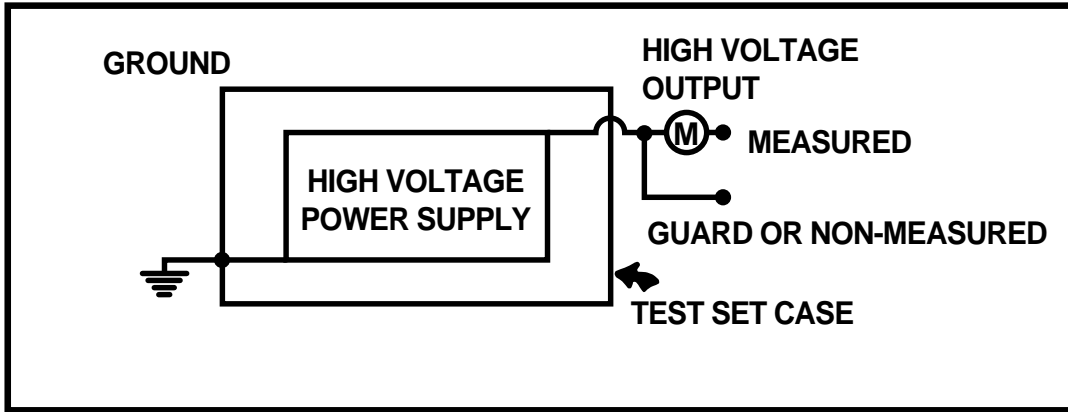 GROUND
HIGH VOLTAGE
OUTPUT
M
MEASURED
HIGH VOLTAGE
POWER SUPPLY
GUARD OR NON-MEASURED
TEST SET CASE